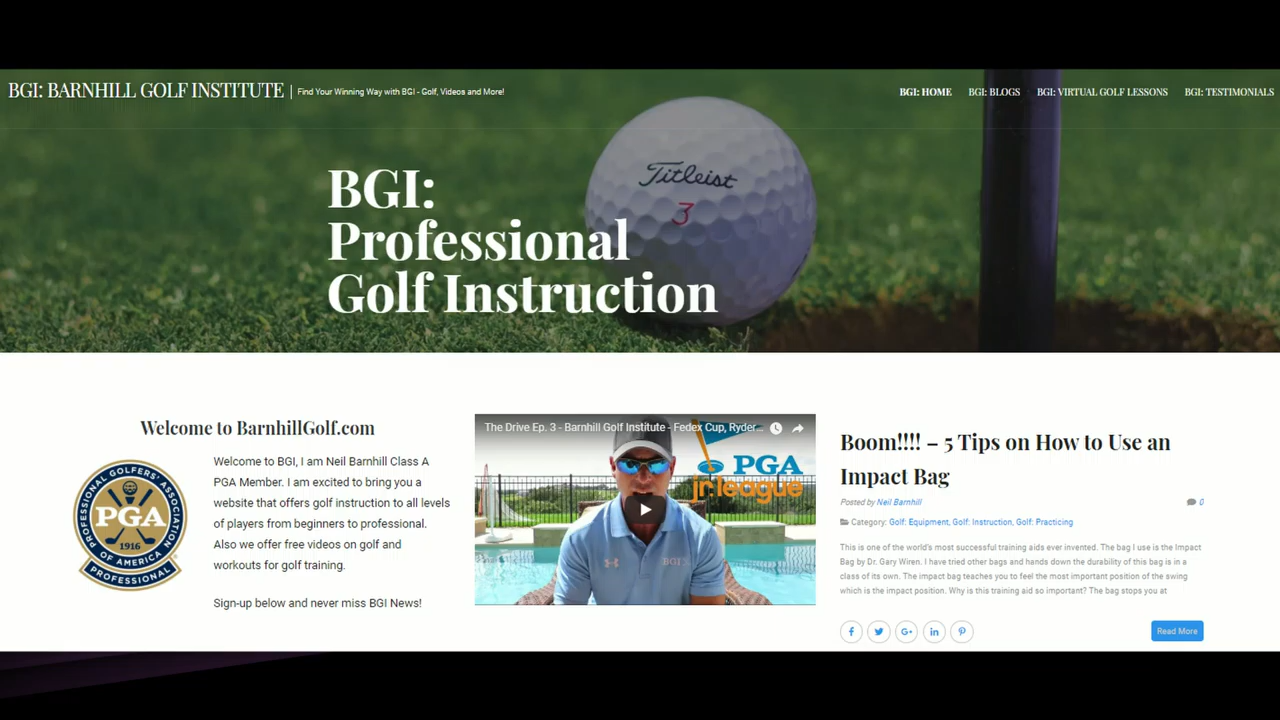 BGI: BARNHILL GOLF INSTITUTE | Find Your Winning Way with BGI - Golf, Videos and More!
BGI: HOME BGI: BLOGS BGI: VIRTUAL GOLF LESSONS BGI: TESTIMONIALS
Titleist
3
BGI:
Professional
Golf Instruction
Welcome to BarnhillGolf.com
PROFESSIONAL GOLFERS' ASSOCIATION OF AMERICA
PGA
1916
PROFESSIONAL
Welcome to BGI, I am Neil Barnhill Class A
PGA Member. I am excited to bring you a
website that offers golf instruction to all levels
of players from beginners to professional.
Also we offer free videos on golf and
workouts for golf training.
Sign-up below and never miss BGI News!
The Drive Ep. 3 - Barnhill Golf Institute - Fedex Cup, Ryder...
PGA
jr.league
BGI
Boom!!!! – 5 Tips on How to Use an
Impact Bag
Posted by Neil Barnhill 0
Category: Golf: Equipment, Golf: Instruction, Golf: Practicing
This is one of the world's most successful training aids ever invented. The bag I use is the Impact
Bag by Dr. Gary Wiren. I have tried other bags and hands down the durability of this bag is in a
class of its own. The impact bag teaches you to feel the most important position of the swing
which is the impact position. Why is this training aid so important? The bag stops you at
Read More